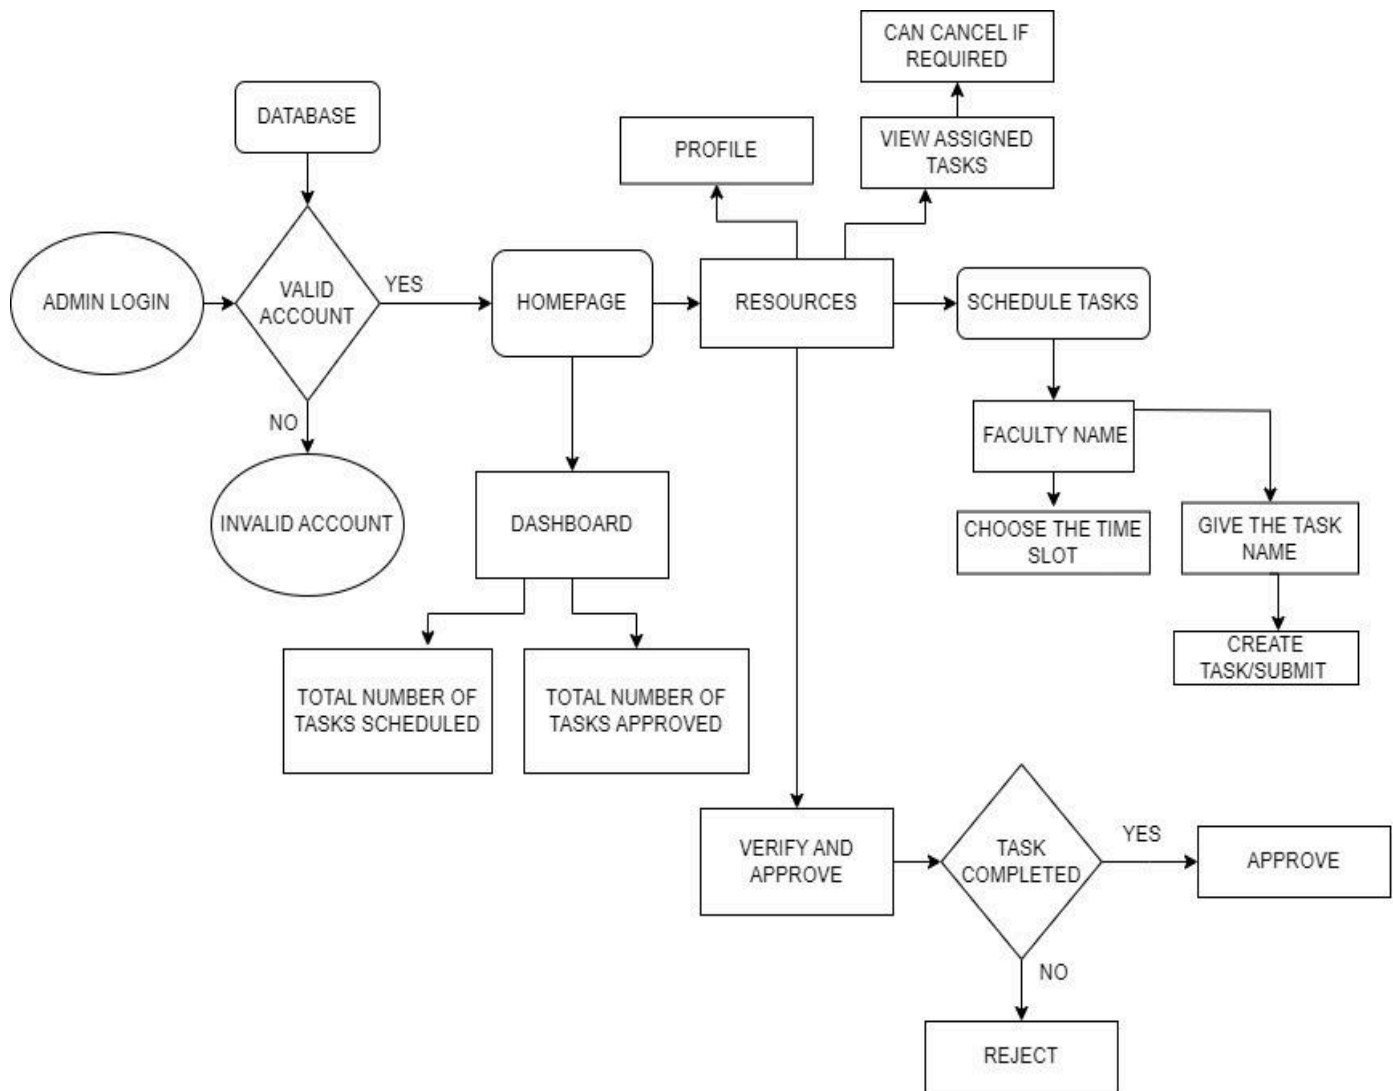 CAN CANCEL IF
REQUIRED
DATABASE
PROFILE
VIEW ASSIGNED
TASKS
ADMIN LOGIN
VALID
ACCOUNT
YES
HOMEPAGE
RESOURCES
SCHEDULE TASKS
NO
FACULTY NAME
INVALID ACCOUNT
DASHBOARD
CHOOSE THE TIME
SLOT
GIVE THE TASK
NAME
CREATE
TASK/SUBMIT
TOTAL NUMBER OF
TASKS SCHEDULED
TOTAL NUMBER OF
TASKS APPROVED
VERIFY AND
APPROVE
TASK
COMPLETED
YES
APPROVE
NO
REJECT